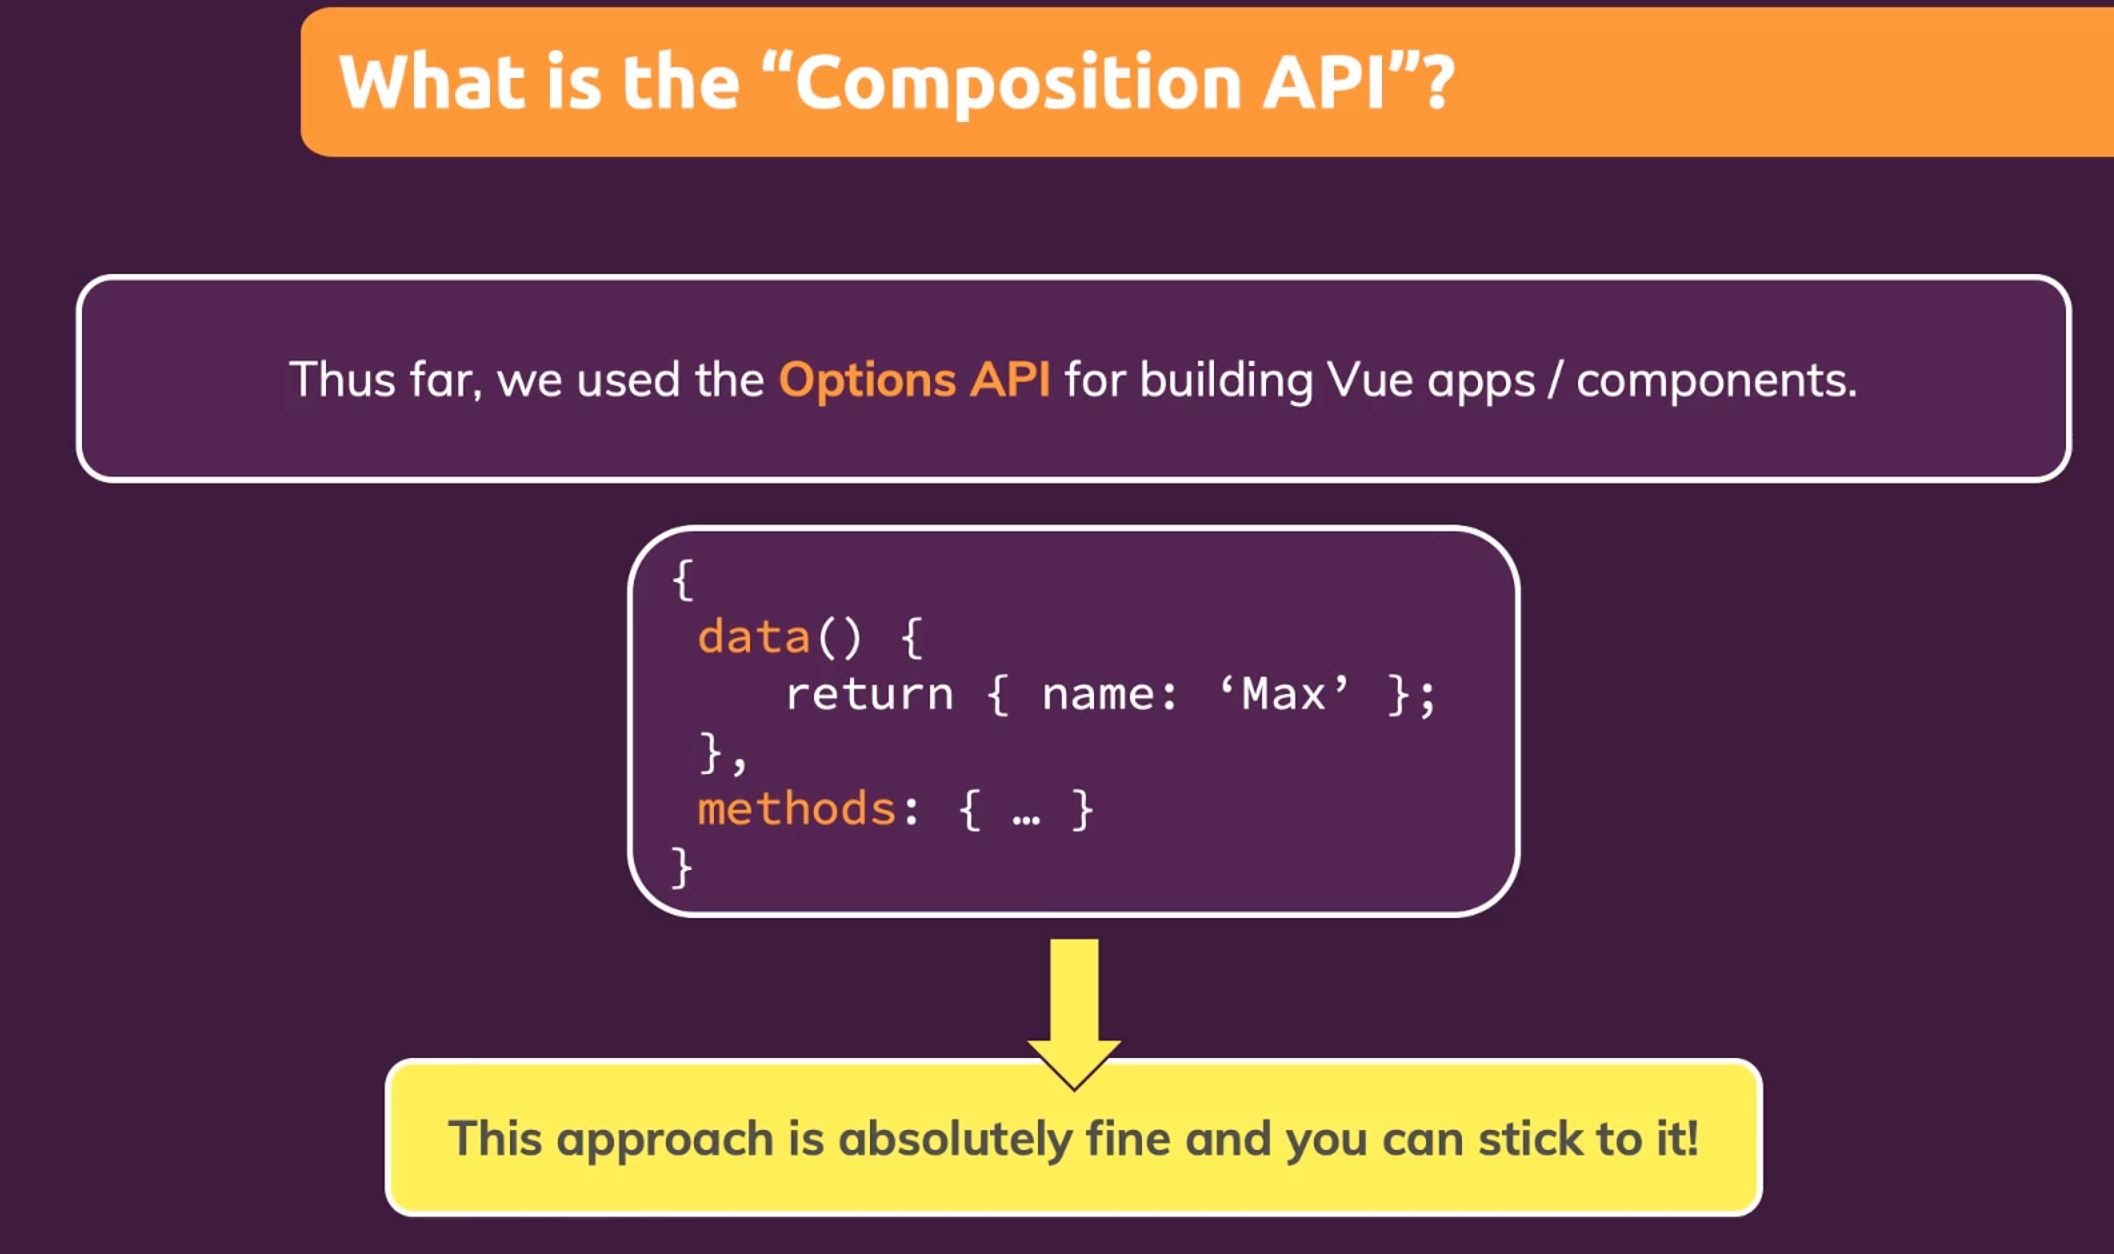 What is the “Composition API”?
Thus far, we used the Options API for building Vue apps / components.
{
data() {
return { name: ‘Max’ };
},
methods: { … }
}
This approach is absolutely fine and you can stick to it!